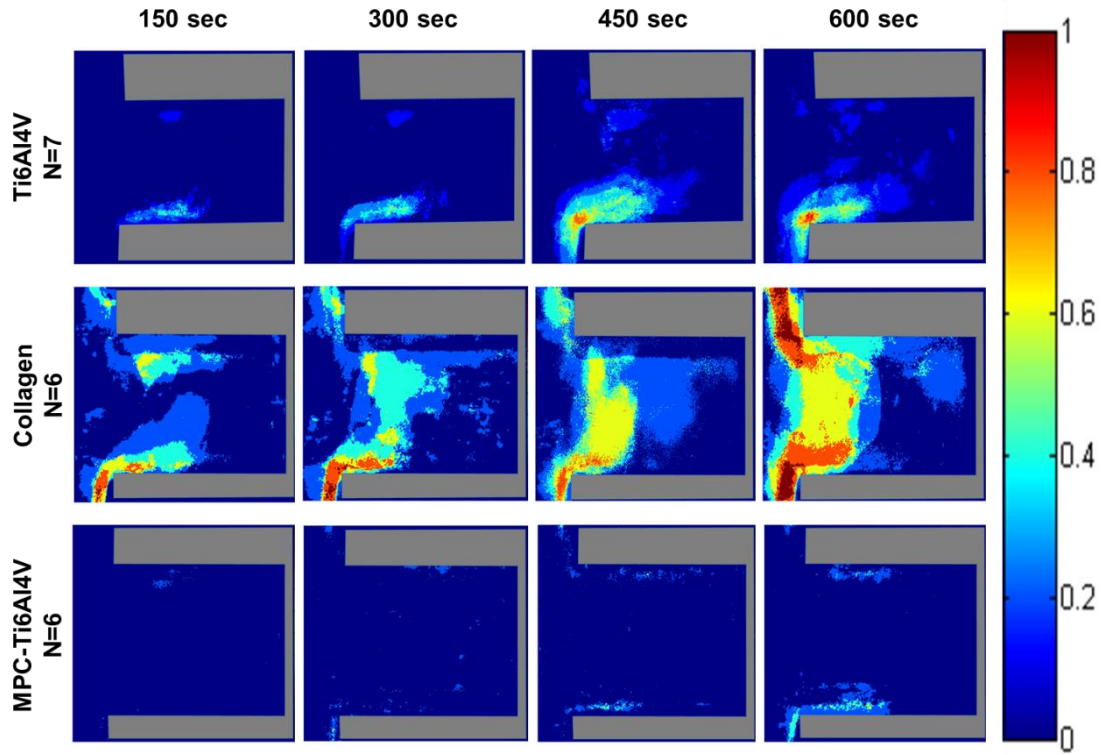 150 sec
300 sec
450 sec
600 sec
Ti6Al4V
N=7
Collagen
N=6
MPC-Ti6Al4V
N=6
1
0.8
0.6
0.4
0.2
0